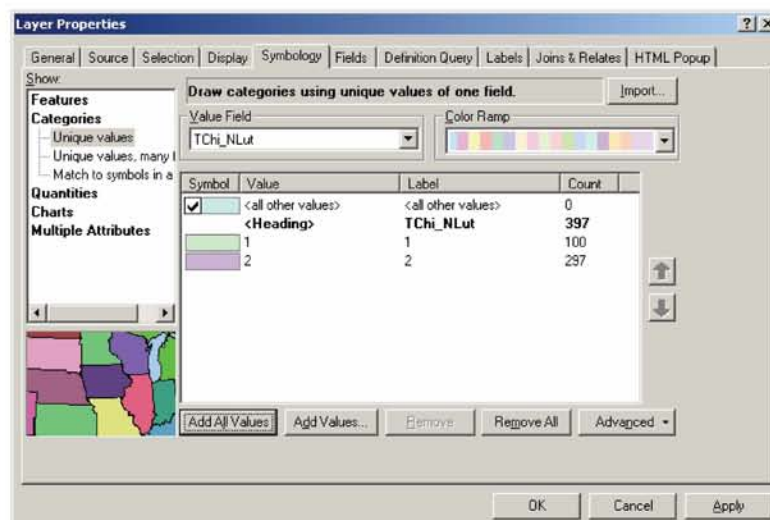 Layer Properties
General Source Selection Display Symbology Fields Definition Query Labels Joins & Relates HTML Popup
Show:
Features
Categories
Unique values
Unique values, many f
Match to symbols in a
Quantities
Charts
Multiple Attributes
Draw categories using unique values of one field.
Import...
Value Field
TChi_NLut
Color Ramp
Symbol Value Label Count
<all other values> <all other values> 0
<Heading> TChi_NLut 397
1 1 100
2 2 297
Add All Values Add Values... Remove Remove All Advanced
OK Cancel Apply